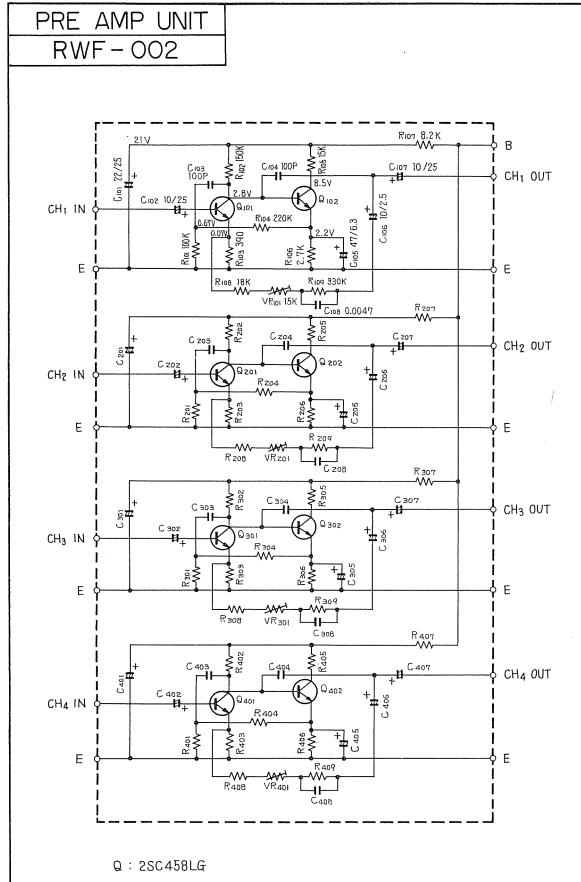 PRE AMP UNIT
RWF-002
21V
R107 8.2K
B
C101 22/25
C103 100P
R102 150K
C104 100P
R105 15K
C107 10/25
CH1 OUT
8.5V
2.8V
Q101
Q102
CH1 IN
C102 10/25
R104 220K
C106 10/2.5
0.67V
0.07V
2.2V
R101 100K
R103 390
R106 2.7K
C105 47/6.3
E
E
R108 18K
VR101 15K
R109 330K
C108 0.0047
R207
C201
C203
R202
C204
R205
C207
CH2 OUT
CH2 IN
C202
Q201
Q202
R204
C206
R201
R203
R206
C205
E
E
R208
VR201
R209
C208
R307
C301
C303
R302
C304
R305
C307
CH3 OUT
CH3 IN
C302
Q301
Q302
R304
C306
R301
R303
R306
C305
E
E
R308
VR301
R309
C308
R407
C401
C403
R402
C404
R405
C407
CH4 OUT
CH4 IN
C402
Q401
Q402
R404
C406
R401
R403
R406
C405
E
E
R408
VR401
R409
C408
Q : 2SC458LG